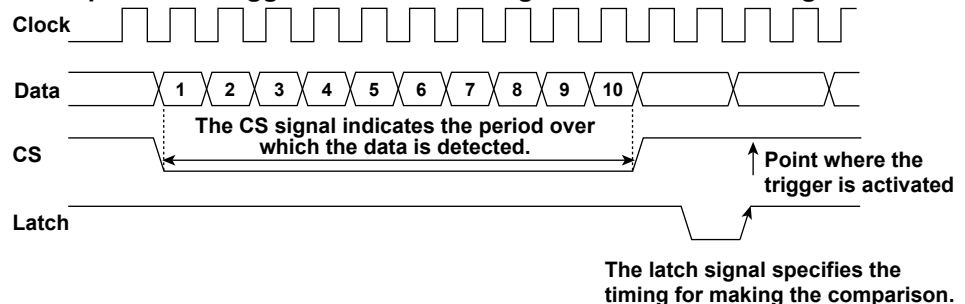 Clock
Data
1 2 3 4 5 6 7 8 9 10
The CS signal indicates the period over
which the data is detected.
CS
Point where the
trigger is activated
Latch
The latch signal specifies the
timing for making the comparison.